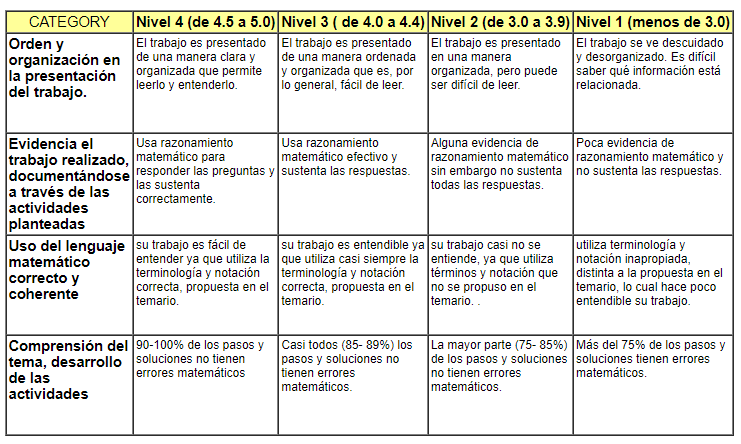 CATEGORY
Nivel 4 (de 4.5 a 5.0)
Nivel 3 ( de 4.0 a 4.4)
Nivel 2 (de 3.0 a 3.9)
Nivel 1 (menos de 3.0)
Orden y
organización en
la presentación
del trabajo.
El trabajo es presentado
de una manera clara y
organizada que permite
leerlo y entenderlo.
El trabajo es presentado
de una manera ordenada
y organizada que es, por
lo general, fácil de leer.
El trabajo es presentado
en una manera
organizada, pero puede
ser difícil de leer.
El trabajo se ve descuidado
y desorganizado. Es difícil
saber qué información está
relacionada.
Evidencia el
trabajo realizado,
documentándose
a través de las
actividades
planteadas
Usa razonamiento
matemático para
responder las preguntas y
las sustenta
correctamente.
Usa razonamiento
matemático efectivo y
sustenta las respuestas.
Alguna evidencia de
razonamiento matemático
sin embargo no sustenta
todas las respuestas.
Poca evidencia de
razonamiento matemático y
no sustenta las respuestas.
Uso del lenguaje
matemático
correcto y
coherente
su trabajo es fácil de
entender ya que utiliza la
terminología y notación
correcta, propuesta en el
temario.
su trabajo es entendible ya
que utiliza casi siempre la
terminología y notación
correcta, propuesta en el
temario.
su trabajo casi no se
entiende, ya que utiliza
términos y notación que
no se propuso en el
temario. .
utiliza terminología y
notación inapropiada,
distinta a la propuesta en el
temario, lo cual hace poco
entendible su trabajo.
Comprensión del
tema, desarrollo
de las
actividades
90-100% de los pasos y
soluciones no tienen
errores matemáticos
Casi todos (85- 89%) los
pasos y soluciones no
tienen errores
matemáticos.
La mayor parte (75- 85%)
de los pasos y soluciones
no tienen errores
matemáticos.
Más del 75% de los pasos y
soluciones tienen errores
matemáticos.